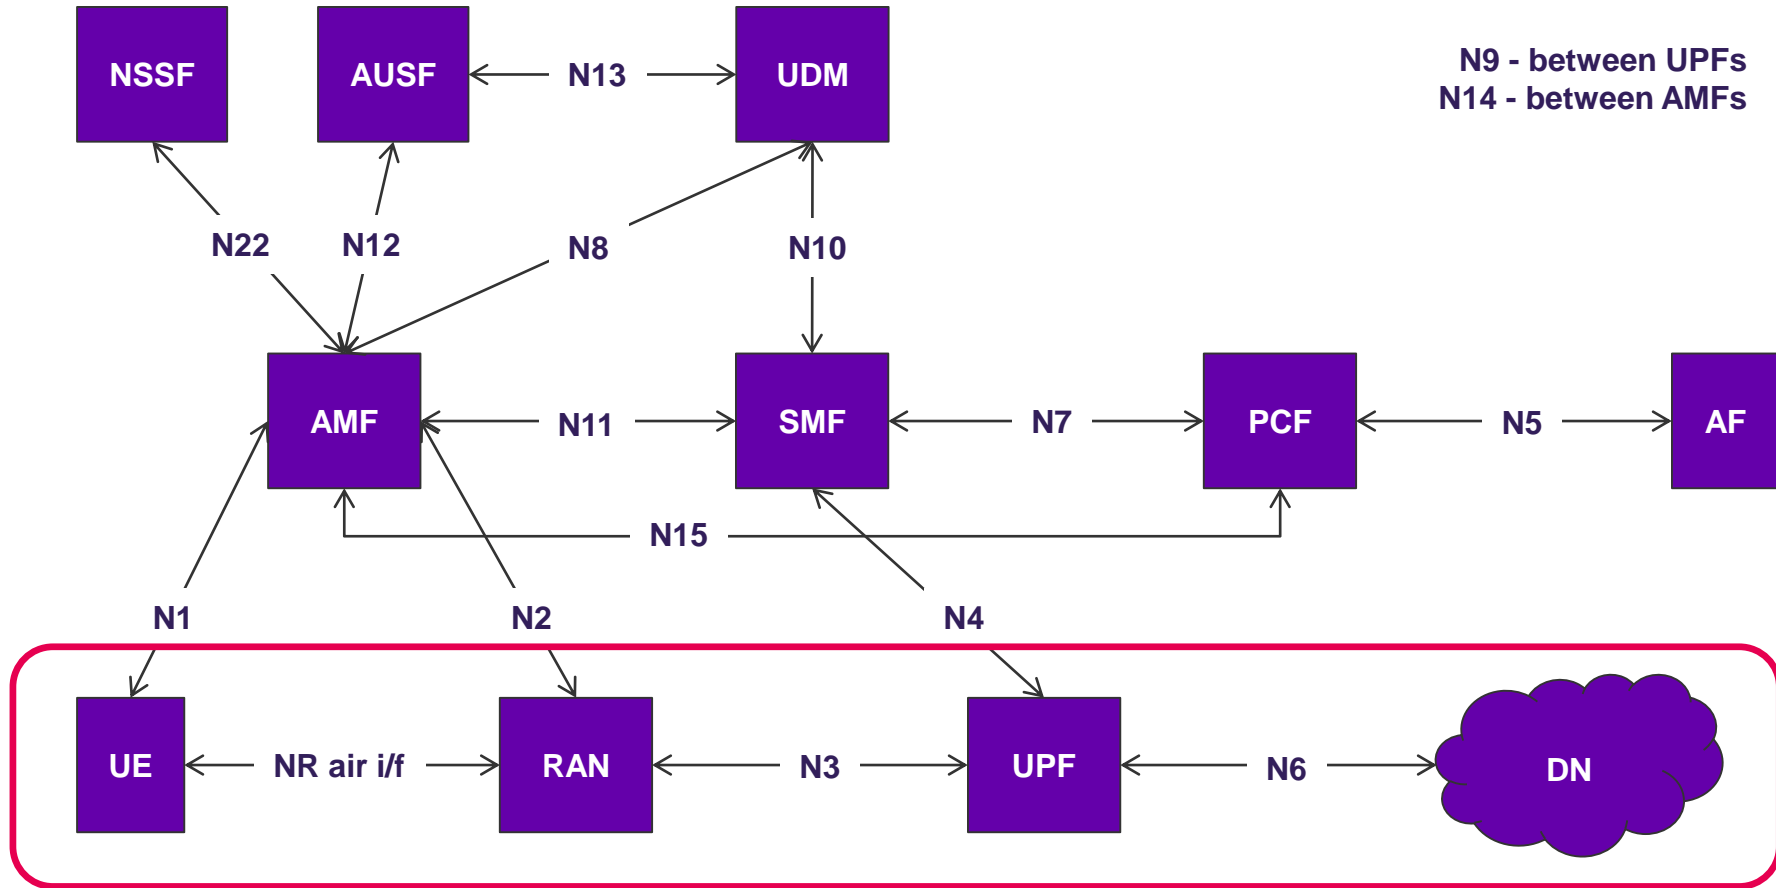 NSSF
AUSF
N13
UDM
N9 - between UPFs
N14 - between AMFs
N22
N12
N8
N10
AMF
N11
SMF
N7
PCF
N5
AF
N15
N1
N2
N4
UE
NR air i/f
RAN
N3
UPF
N6
DN